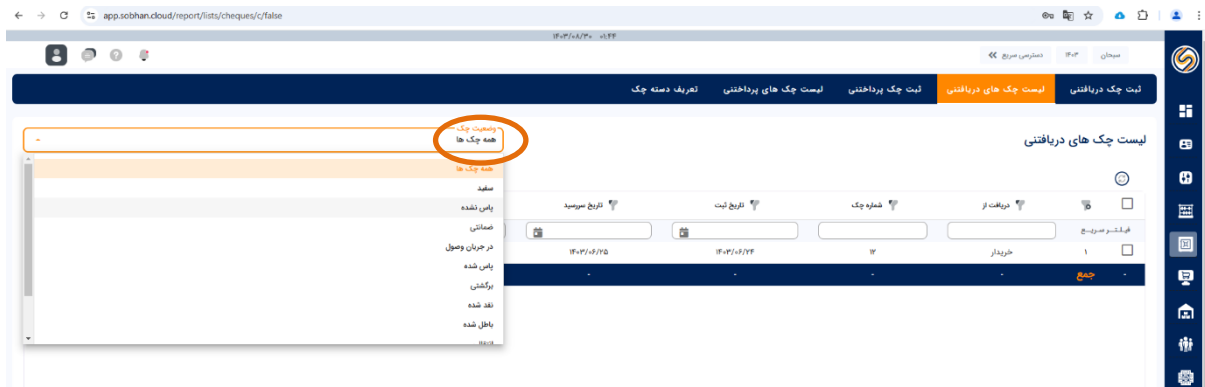 app.sobhan.cloud/report/lists/cheques/c/false
۱۴۰۳/۰۸/۳۰ ۰۱:۴۴
سبحان ۱۴۰۳ دسترسی سریع
ثبت چک دریافتنی لیست چک های دریافتنی ثبت چک پرداختنی لیست چک های پرداختنی تعریف دسته چک
لیست چک های دریافتنی
وضعیت چک
همه چک ها
همه چک ها
سفید
پاس نشده
ضمانتی
در جریان وصول
پاس شده
برگشتی
نقد شده
باطل شده
دریافت از شماره چک تاریخ ثبت تاریخ سررسید
فیلتر سریع
۱ خریدار ۱۲ ۱۴۰۳/۰۶/۲۴ ۱۴۰۳/۰۶/۲۵
- جمع - - - -